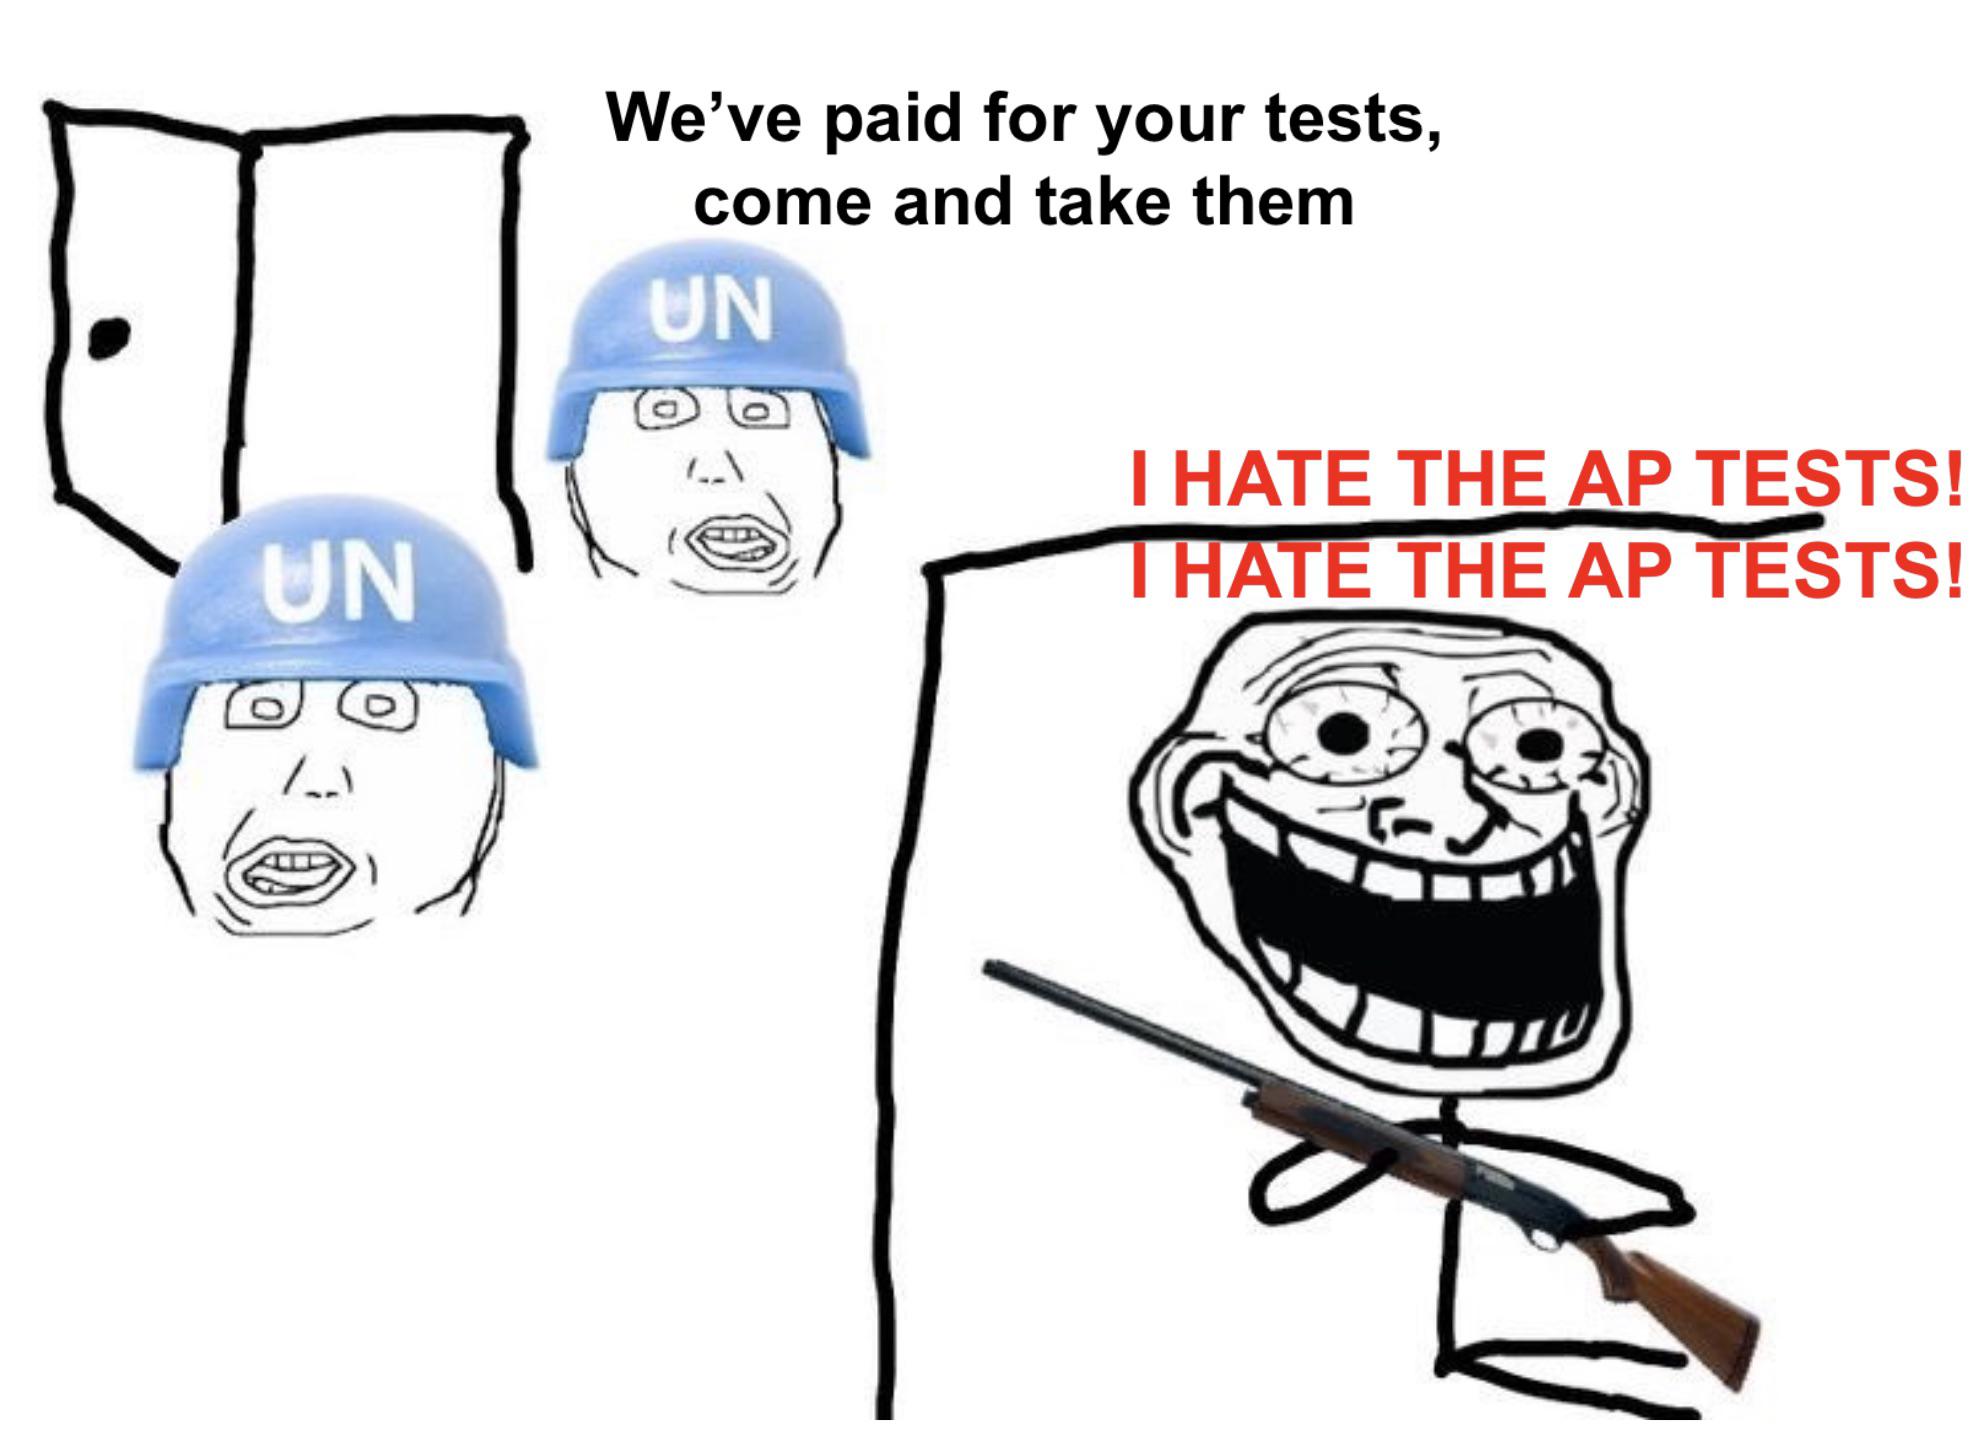 We’ve paid for your tests,
come and take them
UN
UN
I HATE THE AP TESTS!
I HATE THE AP TESTS!